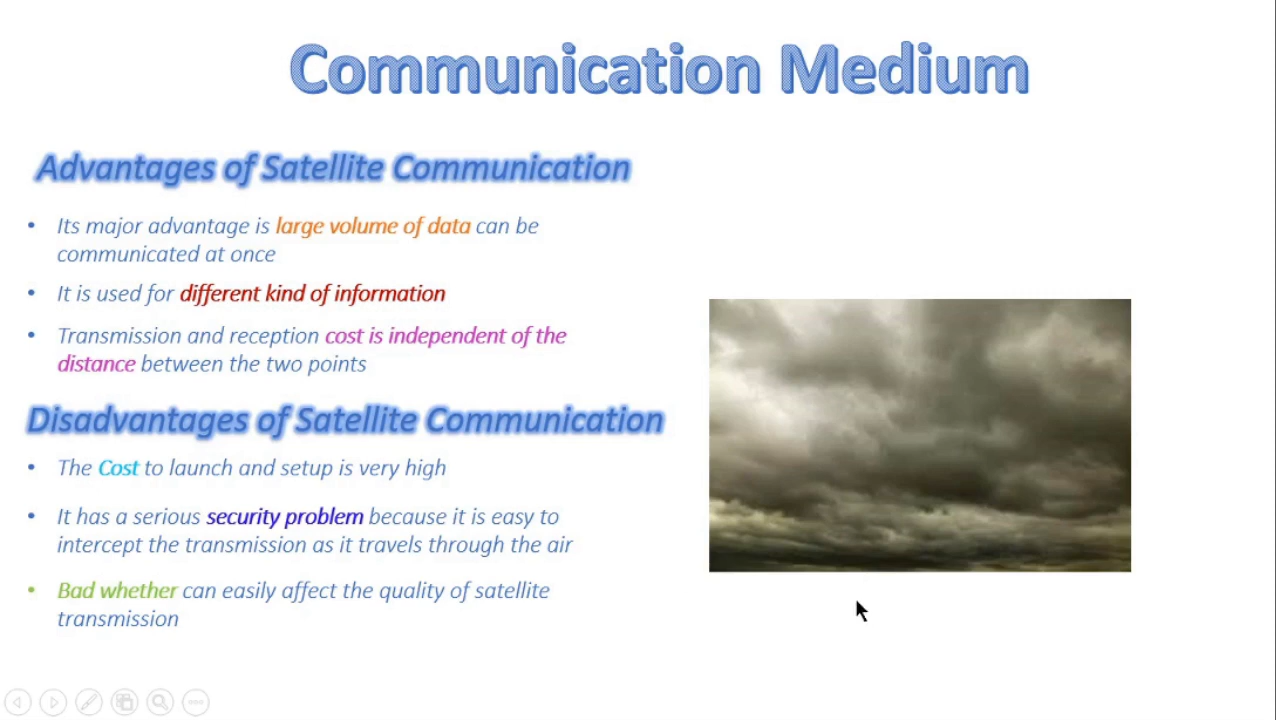 Communication Medium
Advantages of Satellite Communication
• Its major advantage is large volume of data can be
communicated at once
• It is used for different kind of information
• Transmission and reception cost is independent of the
distance between the two points
Disadvantages of Satellite Communication
• The Cost to launch and setup is very high
• It has a serious security problem because it is easy to
intercept the transmission as it travels through the air
• Bad whether can easily affect the quality of satellite
transmission